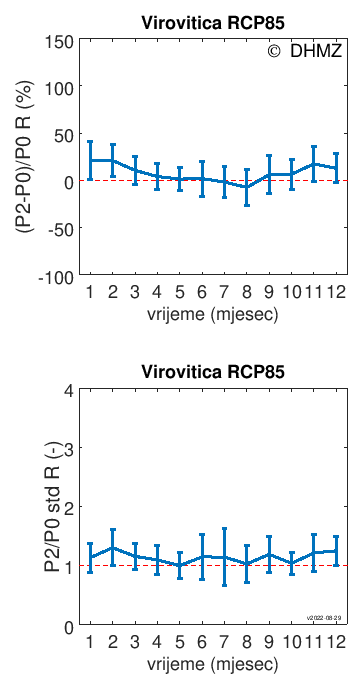 Virovitica RCP85
© DHMZ
(P2-P0)/P0 R (%)
150
100
50
0
-50
-100
1 2 3 4 5 6 7 8 9 10 11 12
vrijeme (mjesec)
Virovitica RCP85
P2/P0 std R (-)
4
3
2
1
0
v2022-08-29
1 2 3 4 5 6 7 8 9 10 11 12
vrijeme (mjesec)